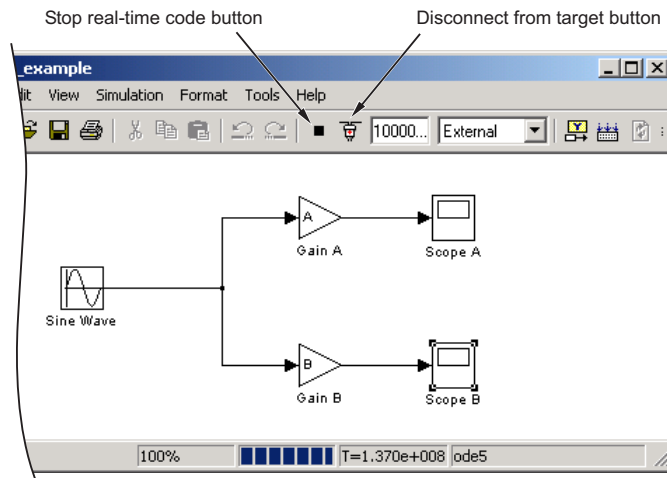 Stop real-time code button
Disconnect from target button
_example
View Simulation Format Tools Help
10000... External
A
Gain A
Scope A
Sine Wave
B
Gain B
Scope B
100% T=1.370e+008 ode5